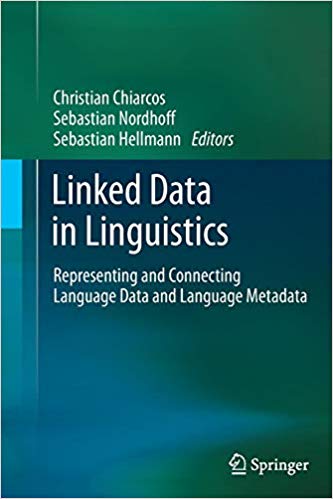 Christian Chiarcos
Sebastian Nordhoff
Sebastian Hellmann Editors
Linked Data
in Linguistics
Representing and Connecting
Language Data and Language Metadata
Springer